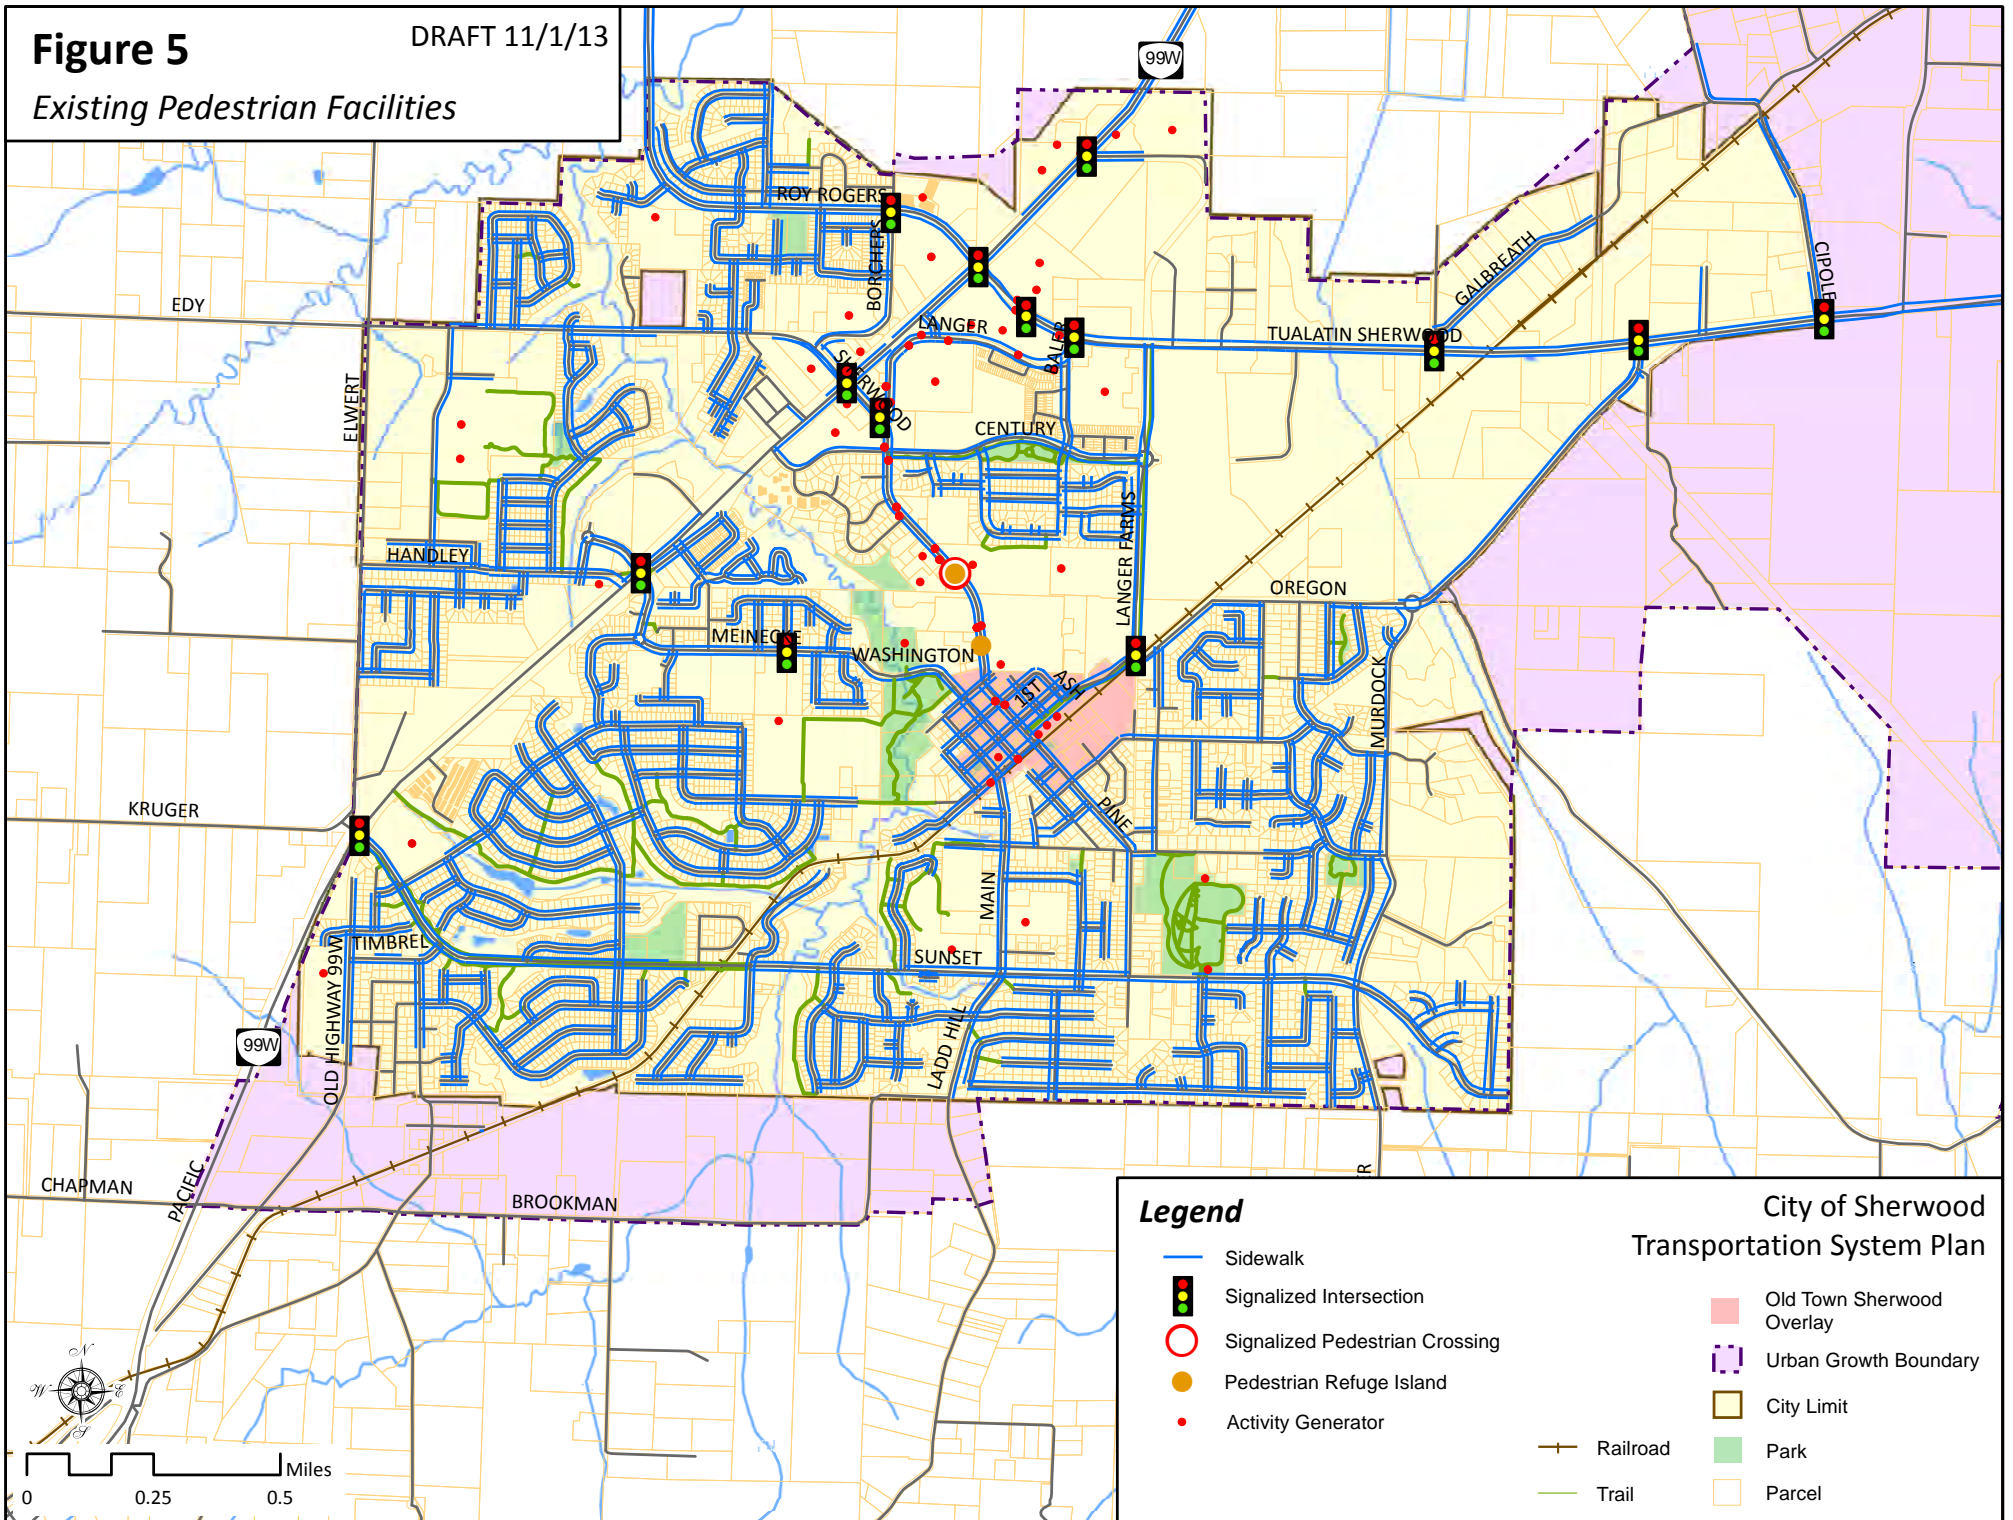 Figure 5
DRAFT 11/1/13
Existing Pedestrian Facilities
99W
ROY ROGERS
BORCHERS
CIPOLE
GALBREATH
EDY
LANGER
TUALATIN SHERWOOD
BALER
SHERWOOD
ELWERT
CENTURY
LANGER FARMS
HANDLEY
OREGON
MEINECKE
WASHINGTON
ASH
1ST
MURDOCK
KRUGER
PINE
MAIN
TIMBREL
SUNSET
OLD HIGHWAY 99W
LADD HILL
99W
CHAPMAN
PACIFIC
BROOKMAN
ER
Legend
City of Sherwood
Transportation System Plan
Sidewalk
Signalized Intersection
Signalized Pedestrian Crossing
Pedestrian Refuge Island
Activity Generator
Railroad
Trail
Old Town Sherwood
Overlay
Urban Growth Boundary
City Limit
Park
Parcel
N
W
E
S
Miles
0 0.25 0.5